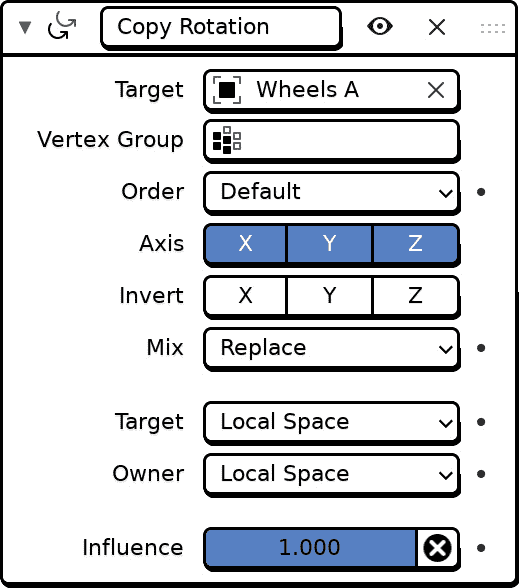 Copy Rotation
Target Wheels A
Vertex Group
Order Default
Axis X Y Z
Invert X Y Z
Mix Replace
Target Local Space
Owner Local Space
Influence 1.000